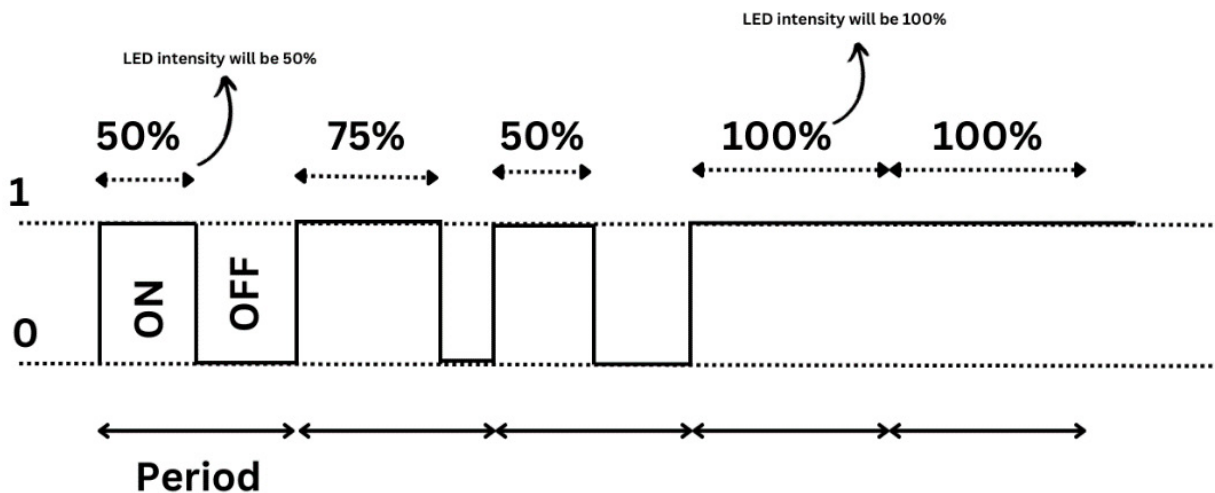 LED intensity will be 100%
LED intensity will be 50%
50% 75% 50% 100% 100%
1
ON OFF
0
Period